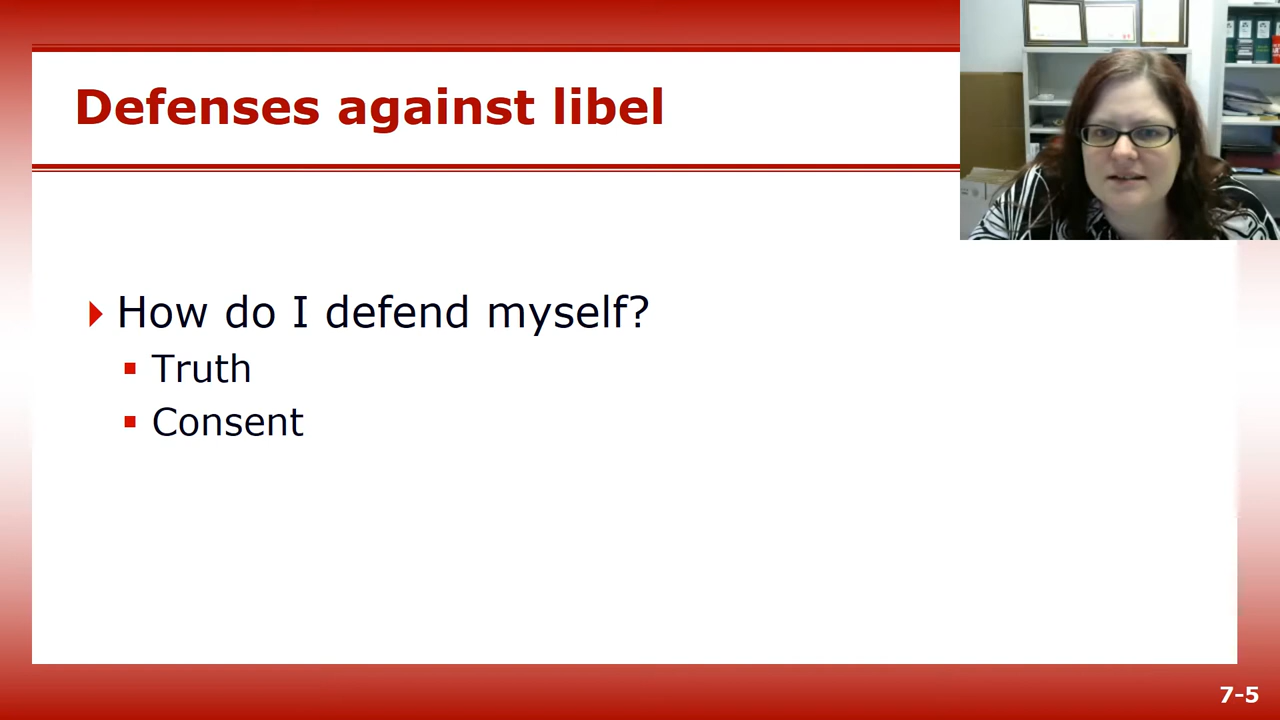 Defenses against libel
How do I defend myself?
Truth
Consent
7-5